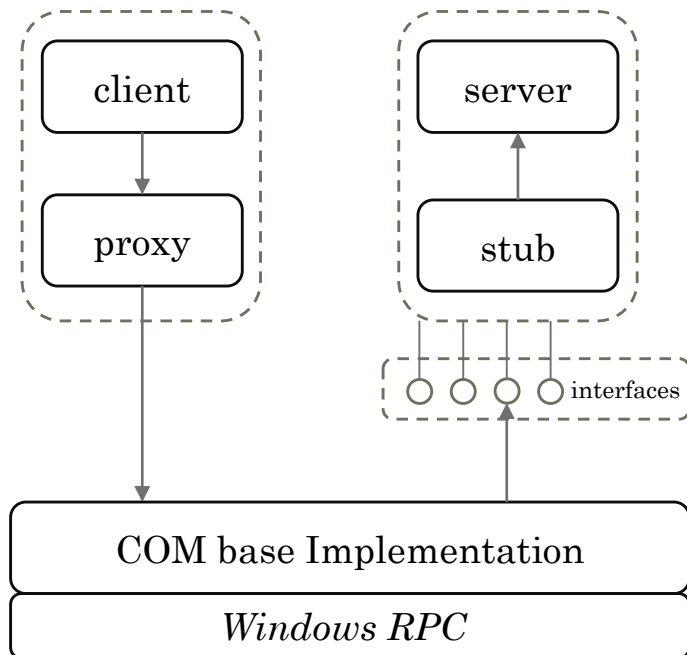 client
server
proxy
stub
interfaces
COM base Implementation
Windows RPC